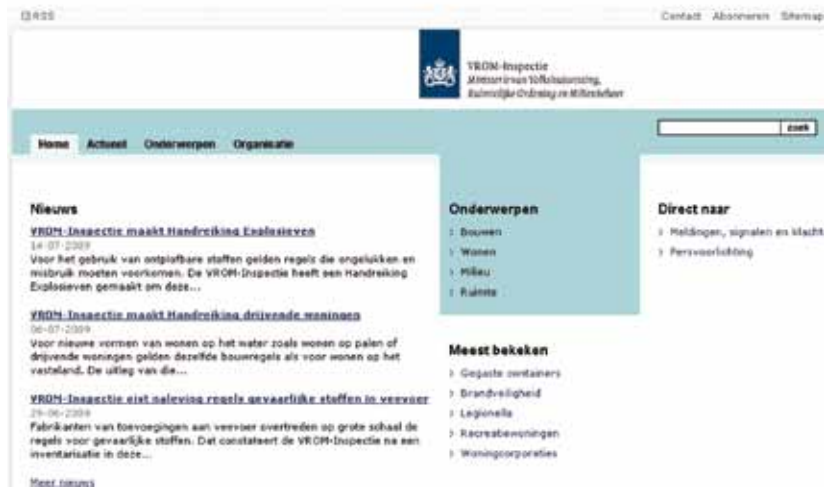 RSS
Contact Abonneren Sitemap
VROM-Inspectie
Ministerie van Volkshuisvesting,
Ruimtelijke Ordening en Milieubeheer
zoek
Home Actueel Onderwerpen Organisatie
Nieuws
VROM-Inspectie maakt Handreiking Explosieven
14-07-2009
Voor het gebruik van ontplofbare stoffen gelden regels die ongelukken en
misbruik moeten voorkomen. De VROM-Inspectie heeft een Handreiking
Explosieven gemaakt om deze...
VROM-Inspectie maakt Handreiking drijvende woningen
06-07-2009
Voor nieuwe vormen van wonen op het water zoals wonen op palen of
drijvende woningen gelden dezelfde bouwregels als voor wonen op het
vasteland. De uitleg van die...
VROM-Inspectie eist naleving regels gevaarlijke stoffen in veevoer
29-06-2009
Fabrikanten van toevoegingen aan veevoer overtreden op grote schaal de
regels voor gevaarlijke stoffen. Dat constateert de VROM-Inspectie na een
inventarisatie in deze...
Meer nieuws
Onderwerpen
› Bouwen
› Wonen
› Milieu
› Ruimte
Meest bekeken
› Gegaste containers
› Brandveiligheid
› Legionella
› Recreatiewoningen
› Woningcorporaties
Direct naar
› Meldingen, signalen en klacht
› Persvoorlichting